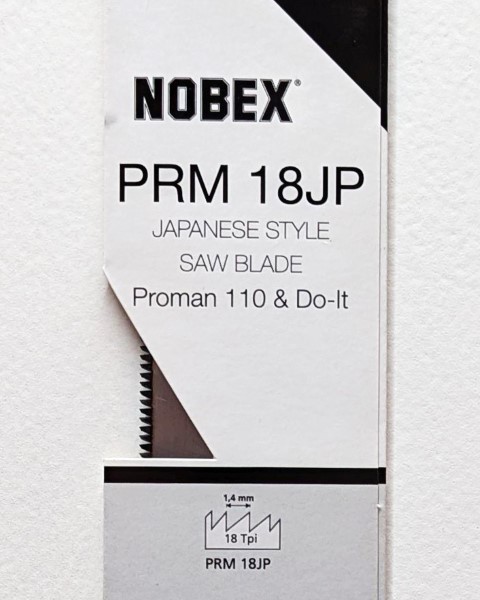 NOBEX®
PRM 18JP
JAPANESE STYLE
SAW BLADE
Proman 110 & Do-It
1,4 mm
18 Tpi
PRM 18JP